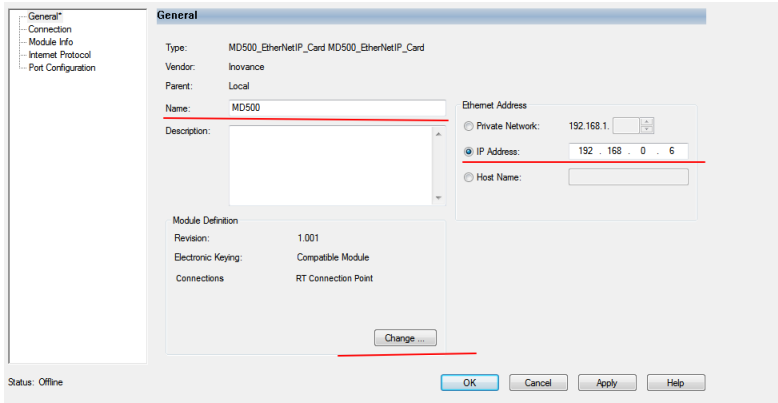 General*
Connection
Module Info
Internet Protocol
Port Configuration
General
Type: MD500_EtherNetIP_Card MD500_EtherNetIP_Card
Vendor: Inovance
Parent: Local
Name: MD500
Description:
Ethernet Address
Private Network: 192.168.1.
IP Address: 192 . 168 . 0 . 6
Host Name:
Module Definition
Revision: 1.001
Electronic Keying: Compatible Module
Connections RT Connection Point
Change ...
Status: Offline
OK Cancel Apply Help